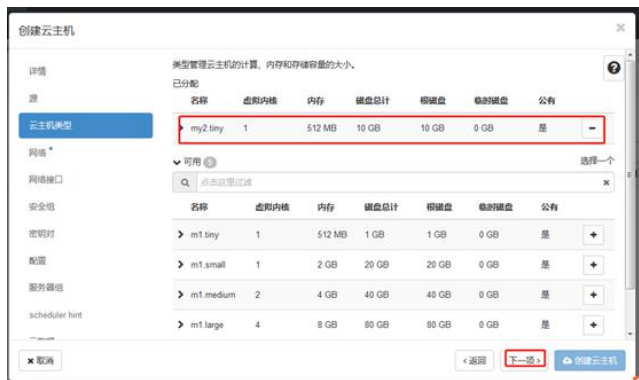 创建云主机
详情
源
云主机类型
网络 *
网络接口
安全组
密钥对
配置
服务器组
scheduler hint
类型管理云主机的计算、内存和存储容量的大小。
已分配
名称 虚拟内核 内存 磁盘总计 根磁盘 临时磁盘 公有
my2.tiny 1 512 MB 10 GB 10 GB 0 GB 是
可用 5 选择一个
点击这里过滤
名称 虚拟内核 内存 磁盘总计 根磁盘 临时磁盘 公有
m1.tiny 1 512 MB 1 GB 1 GB 0 GB 是
m1.small 1 2 GB 20 GB 20 GB 0 GB 是
m1.medium 2 4 GB 40 GB 40 GB 0 GB 是
m1.large 4 8 GB 80 GB 80 GB 0 GB 是
取消 返回 下一项 创建云主机